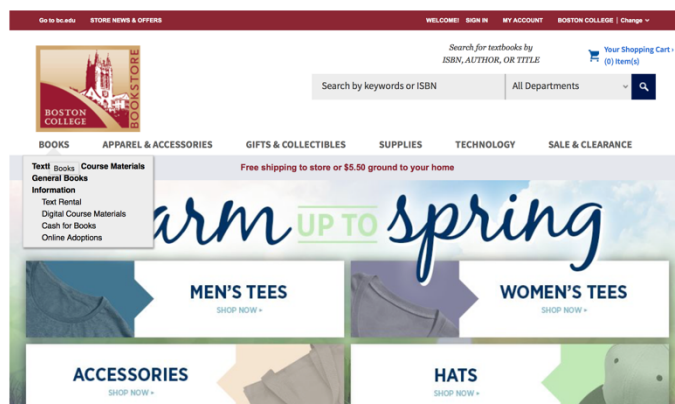 Go to bc.edu STORE NEWS & OFFERS WELCOME! SIGN IN MY ACCOUNT BOSTON COLLEGE | Change
Search for textbooks by
ISBN, AUTHOR, OR TITLE
Your Shopping Cart ›
(0) Item(s)
BOSTON
COLLEGE
BOOKSTORE
Search by keywords or ISBN All Departments
BOOKS APPAREL & ACCESSORIES GIFTS & COLLECTIBLES SUPPLIES TECHNOLOGY SALE & CLEARANCE
Free shipping to store or $5.50 ground to your home
Books Course Materials
General Books
Information
Text Rental
Digital Course Materials
Cash for Books
Online Adoptions
UP TO spring
MEN'S TEES
SHOP NOW ▸
WOMEN'S TEES
SHOP NOW ▸
ACCESSORIES
SHOP NOW ▸
HATS
SHOP NOW ▸